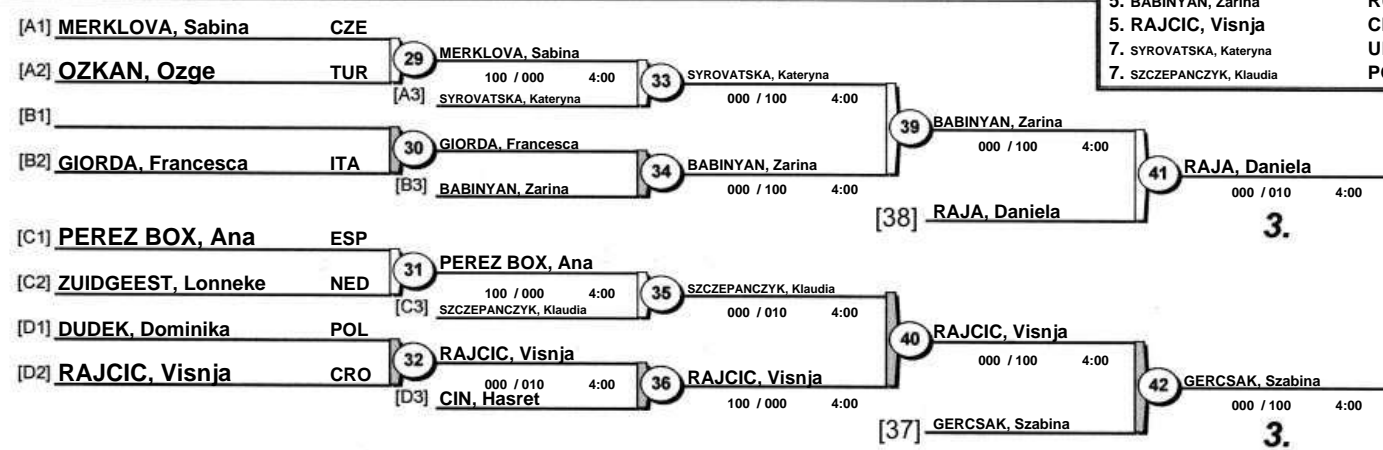 5. BABINYAN, Zarina
5. RAJCIC, Visnja
7. SYROVATSKA, Kateryna
7. SZCZEPANCZYK, Klaudia
[A1] MERKLOVA, Sabina CZE
[A2] OZKAN, Ozge TUR
29
MERKLOVA, Sabina
100 / 000 4:00
[A3] SYROVATSKA, Kateryna
33
SYROVATSKA, Kateryna
000 / 100 4:00
[B1]
[B2] GIORDA, Francesca ITA
30
GIORDA, Francesca
[B3] BABINYAN, Zarina
34
BABINYAN, Zarina
000 / 100 4:00
39
BABINYAN, Zarina
000 / 100 4:00
[38] RAJA, Daniela
41
RAJA, Daniela
000 / 010 4:00
3.
[C1] PEREZ BOX, Ana ESP
[C2] ZUIDGEEST, Lonneke NED
31
PEREZ BOX, Ana
100 / 000 4:00
[C3] SZCZEPANCZYK, Klaudia
35
SZCZEPANCZYK, Klaudia
000 / 010 4:00
[D1] DUDEK, Dominika POL
[D2] RAJCIC, Visnja CRO
32
RAJCIC, Visnja
000 / 010 4:00
[D3] CIN, Hasret
36
RAJCIC, Visnja
100 / 000 4:00
40
RAJCIC, Visnja
000 / 100 4:00
[37] GERCSAK, Szabina
42
GERCSAK, Szabina
000 / 100 4:00
3.